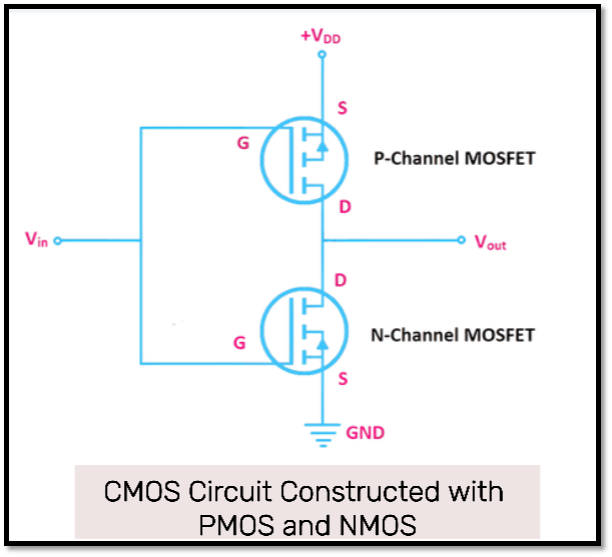 +VDD
S
G
P-Channel MOSFET
D
Vin
Vout
D
G
N-Channel MOSFET
S
GND
CMOS Circuit Constructed with
PMOS and NMOS